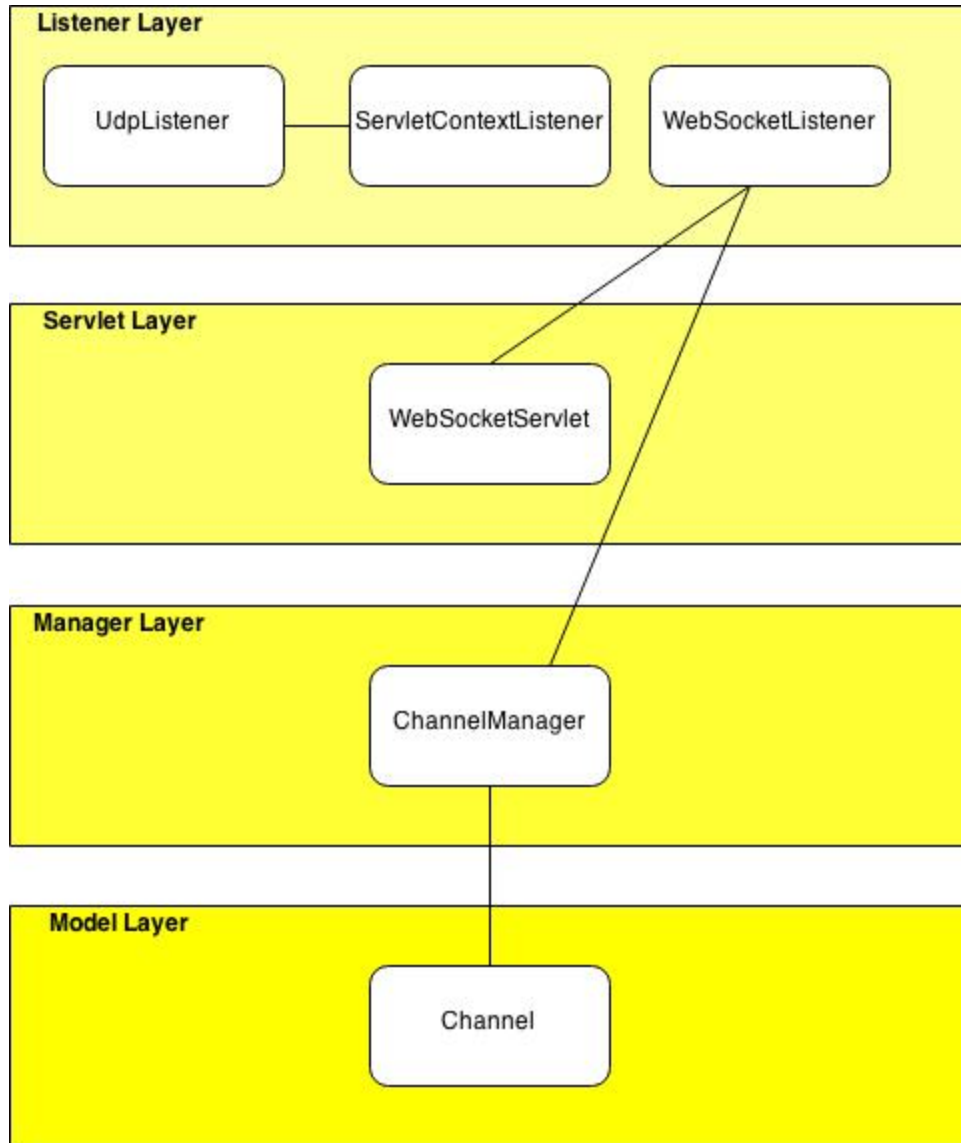 Listener Layer
UdpListener
ServletContextListener
WebSocketListener
Servlet Layer
WebSocketServlet
Manager Layer
ChannelManager
Model Layer
Channel